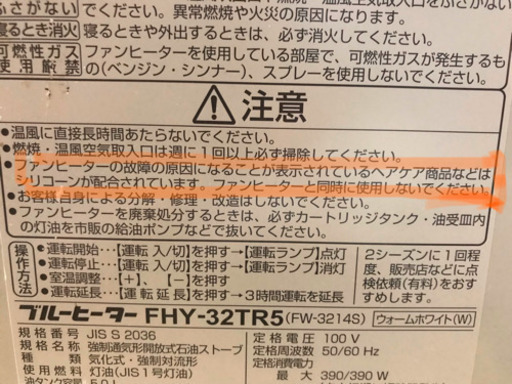 ふさがない
でください。異常燃焼や火災の原因になります。
寝るとき消火
寝るときや外出するときは、必ず消火してください。
可燃性ガス
使用厳禁
ファンヒーターを使用している部屋で、可燃性ガスが発生するも
(ベンジン・シンナー)、スプレーを使用しないでください。
注意
●温風に直接長時間あたらないでください。
●燃焼・温風空気取入口は週に1回以上必ず掃除してください。
●ファンヒーターの故障の原因になることが表示されているヘアケア商品などは
シリコーンが配合されています。ファンヒーターと同時に使用しないでください。
●お客様自身による分解・修理・改造はしないでください。
●ファンヒーターを廃棄処分するときは、必ずカートリッジタンク・油受皿内
の灯油を市販の給油ポンプなどで抜いてください。
操作方法
●運転開始…【運転 入/切】を押す→【運転ランプ】点灯
●運転停止…【運転 入/切】を押す→【運転ランプ】消灯
●室温調整…【+】、【-】を押す
●運転延長…【運転延長】を押す→3時間運転を延長
2シーズンに1回程
度、販売店などに点
検依頼(有料)をおす
すめします。
ブルーヒーター FHY-32TR5(FW-3214S) ウォームホワイト(W)
規格番号 JIS S 2036
種類 強制通気形開放式石油ストーブ
気化式・強制対流形
使用燃料 灯油(JIS1号灯油)
油タンク容量 5.0L
定格電圧 100V
定格周波数 50/60 Hz
定格消費電力
最大 390/390 W